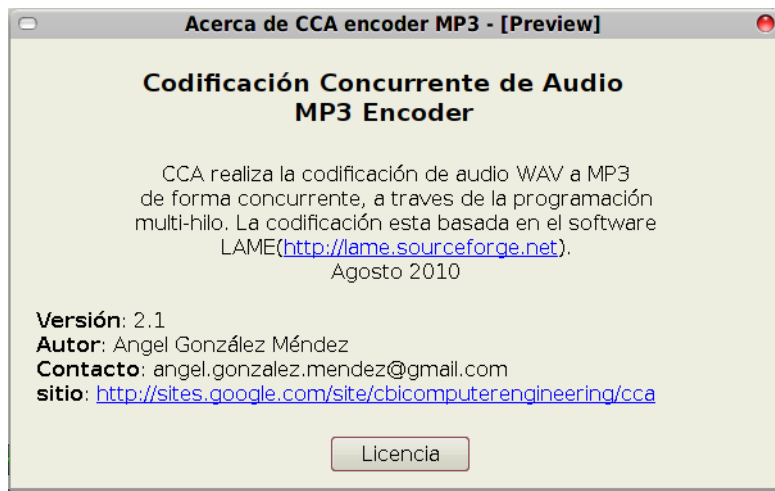 Acerca de CCA encoder MP3 - [Preview]
Codificación Concurrente de Audio
MP3 Encoder
CCA realiza la codificación de audio WAV a MP3
de forma concurrente, a traves de la programación
multi-hilo. La codificación esta basada en el software
LAME(http://lame.sourceforge.net).
Agosto 2010
Versión: 2.1
Autor: Angel González Méndez
Contacto: angel.gonzalez.mendez@gmail.com
sitio: http://sites.google.com/site/cbicomputerengineering/cca
Licencia